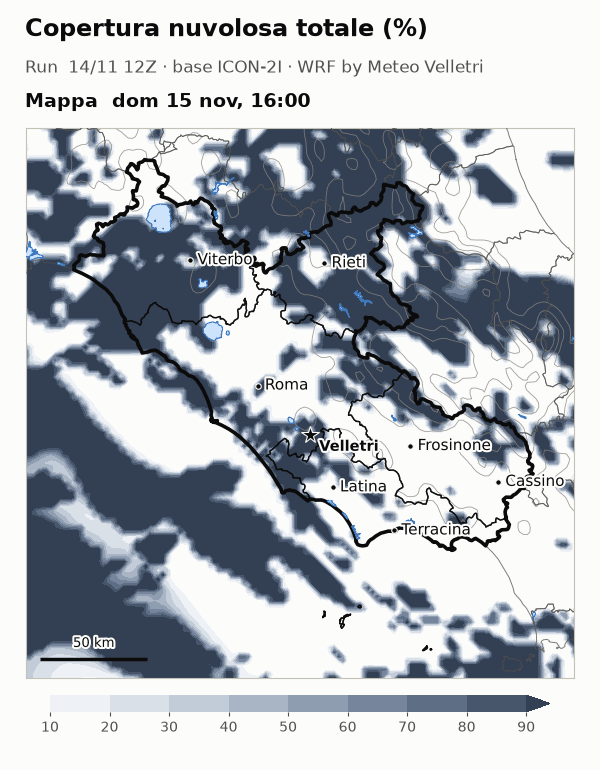 Copertura nuvolosa totale (%)
Run  14/11 12Z · base ICON-2I · WRF by Meteo Velletri
Mappa  dom 15 nov, 16:00
Viterbo
Rieti
Roma
Velletri
Frosinone
Cassino
Latina
Terracina
50 km
10 20 30 40 50 60 70 80 90